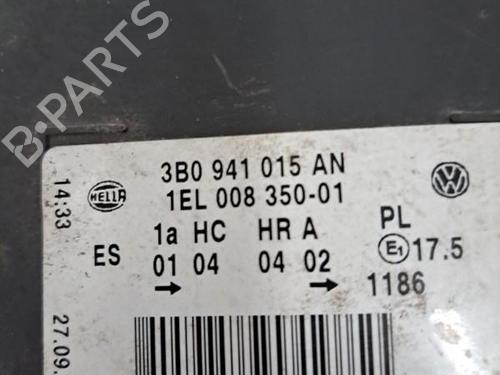 B-PARTS
3B0 941 015 AN
1EL 008 350-01
14:33
HELLA
ES
1a HC HR A
01 04 04 02
PL
E1 17.5
1186
27.09.